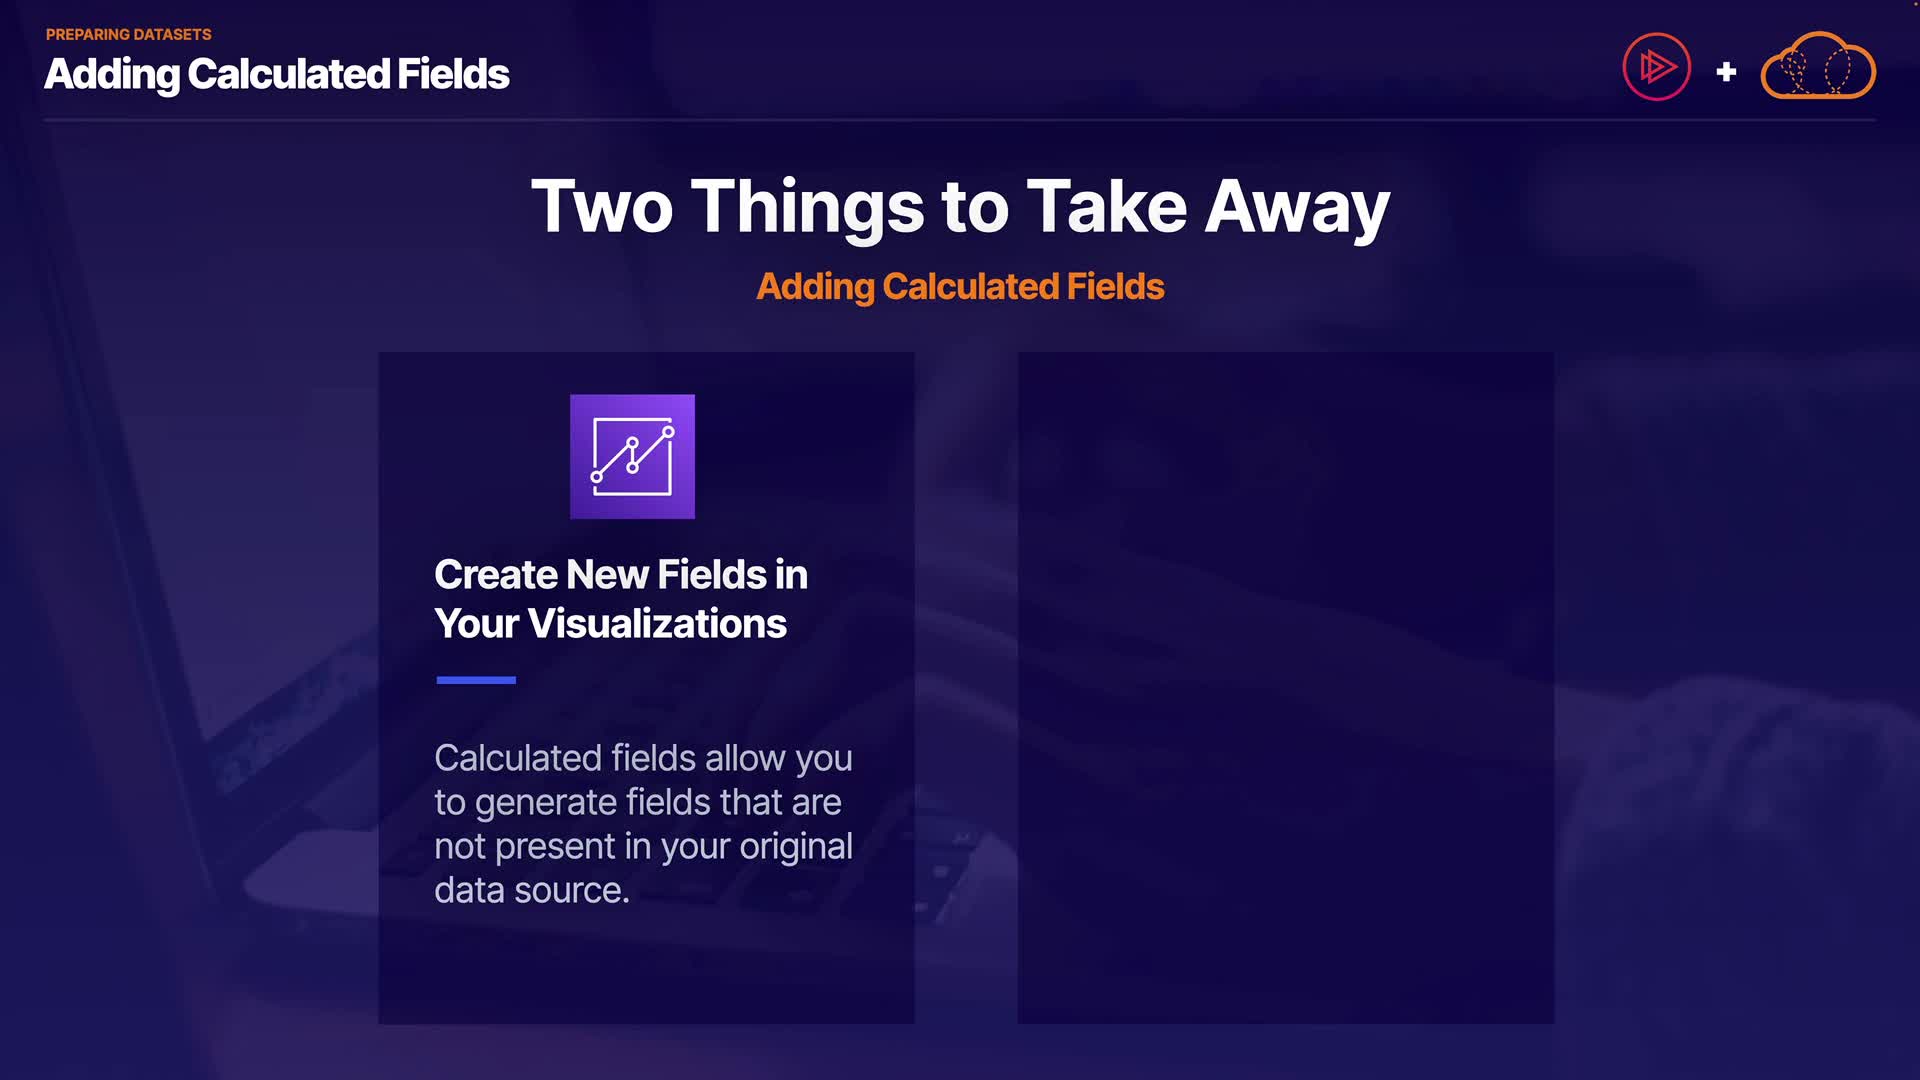 PREPARING DATASETS
Adding Calculated Fields
Two Things to Take Away
Adding Calculated Fields
Create New Fields in
Your Visualizations
Calculated fields allow you
to generate fields that are
not present in your original
data source.